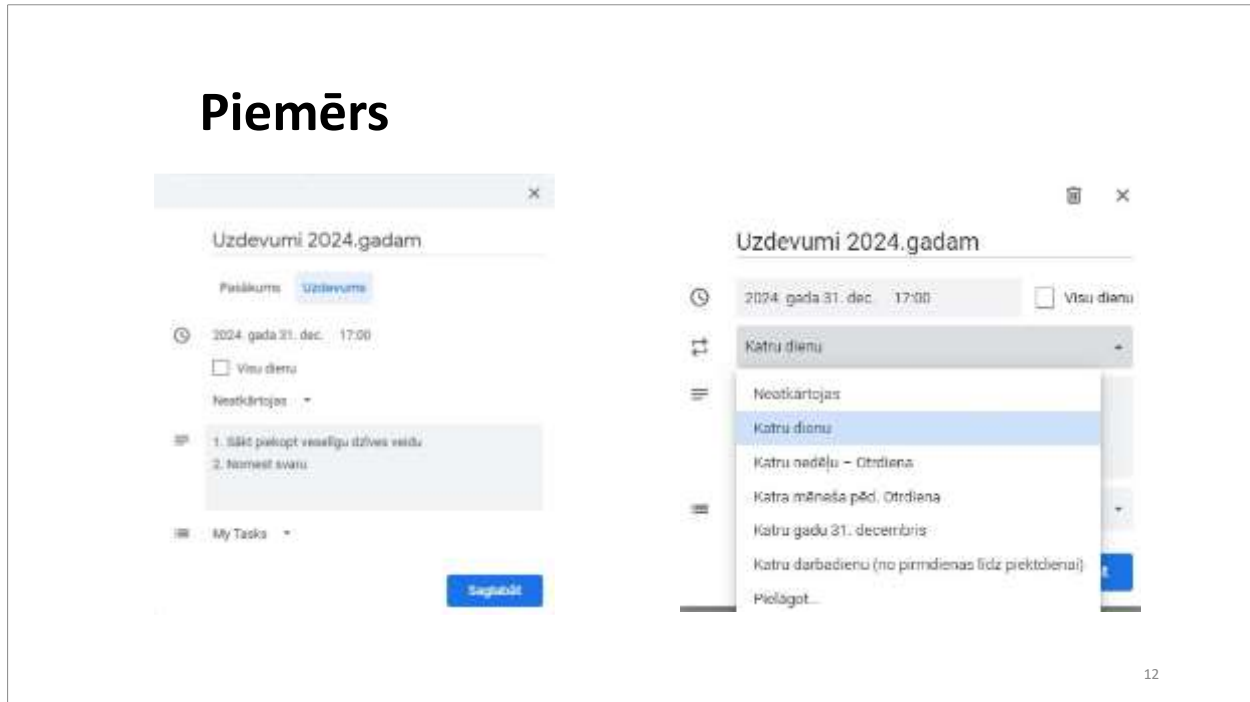 Piemērs
Uzdevumi 2024.gadam
Pasākums Uzdevums
2024. gada 31. dec. 17:00
Visu dienu
Neatkārtojas
1. Sākt piekopt veselīgu dzīves veidu
2. Nomest svaru
My Tasks
Saglabāt
Uzdevumi 2024.gadam
2024. gada 31. dec. 17:00 Visu dienu
Katru dienu
Neatkārtojas
Katru dienu
Katru nedēļu – Otrdiena
Katra mēneša pēd. Otrdiena
Katru gadu 31. decembris
Katru darbadienu (no pirmdienas līdz piektdienai)
Pielāgot...
12